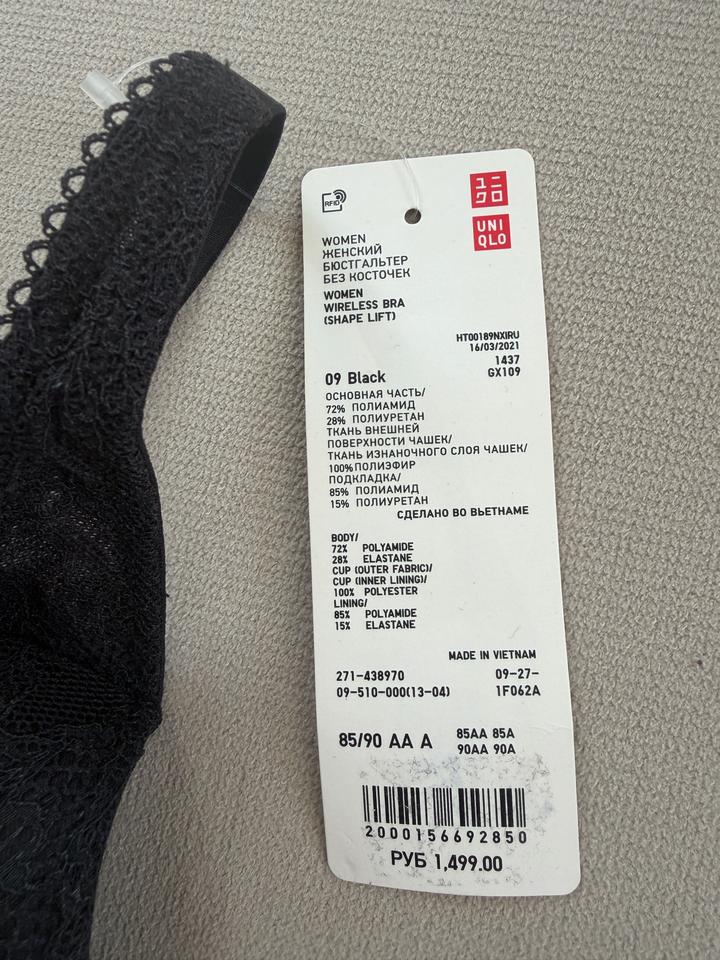 RFID
ユニ
クロ
UNI
QLO
WOMEN
ЖЕНСКИЙ
БЮСТГАЛЬТЕР
БЕЗ КОСТОЧЕК
WOMEN
WIRELESS BRA
(SHAPE LIFT)
HT00189NXIRU
16/03/2021
1437
GX109
09 Black
ОСНОВНАЯ ЧАСТЬ/
72% ПОЛИАМИД
28% ПОЛИУРЕТАН
ТКАНЬ ВНЕШНЕЙ
ПОВЕРХНОСТИ ЧАШЕК/
ТКАНЬ ИЗНАНОЧНОГО СЛОЯ ЧАШЕК/
100%ПОЛИЭФИР
ПОДКЛАДКА/
85% ПОЛИАМИД
15% ПОЛИУРЕТАН
СДЕЛАНО ВО ВЬЕТНАМЕ
BODY/
72% POLYAMIDE
28% ELASTANE
CUP (OUTER FABRIC)/
CUP (INNER LINING)/
100% POLYESTER
LINING/
85% POLYAMIDE
15% ELASTANE
MADE IN VIETNAM
271-438970 09-27-
09-510-000(13-04) 1F062A
85/90 AA A
85AA 85A
90AA 90A
2000156692850
РУБ 1,499.00